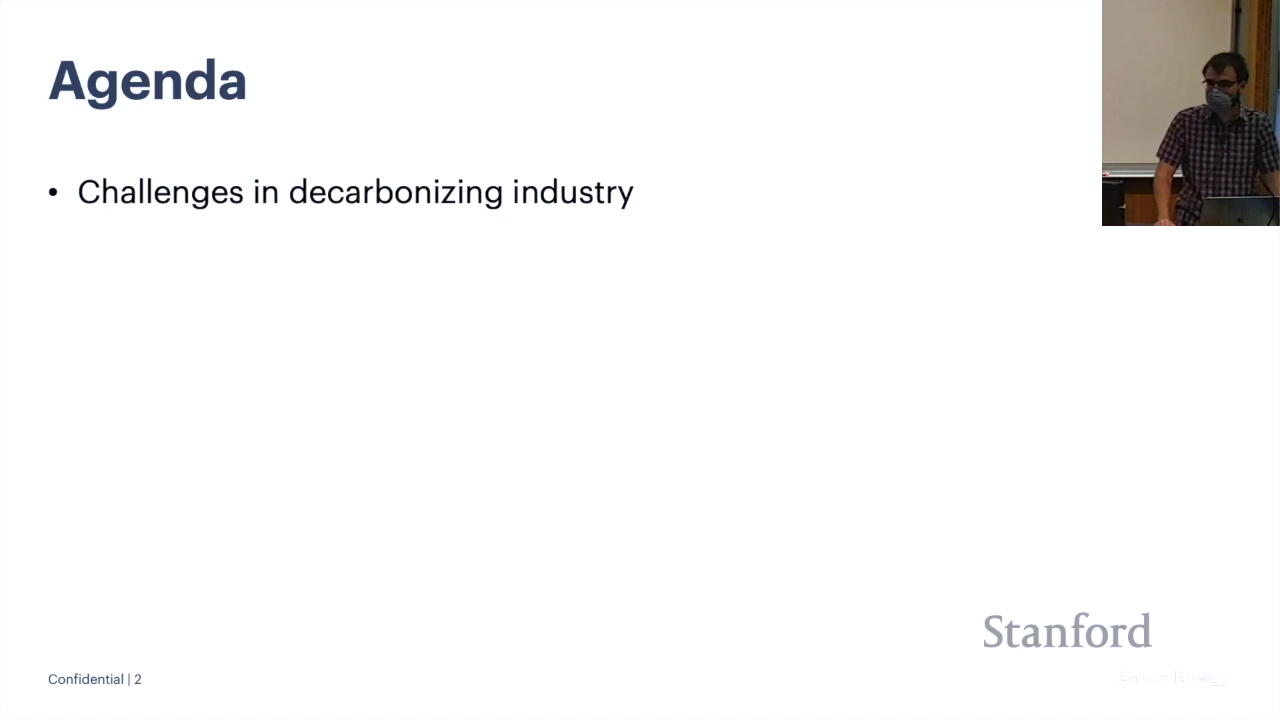 Agenda
• Challenges in decarbonizing industry
Stanford
Confidential | 2